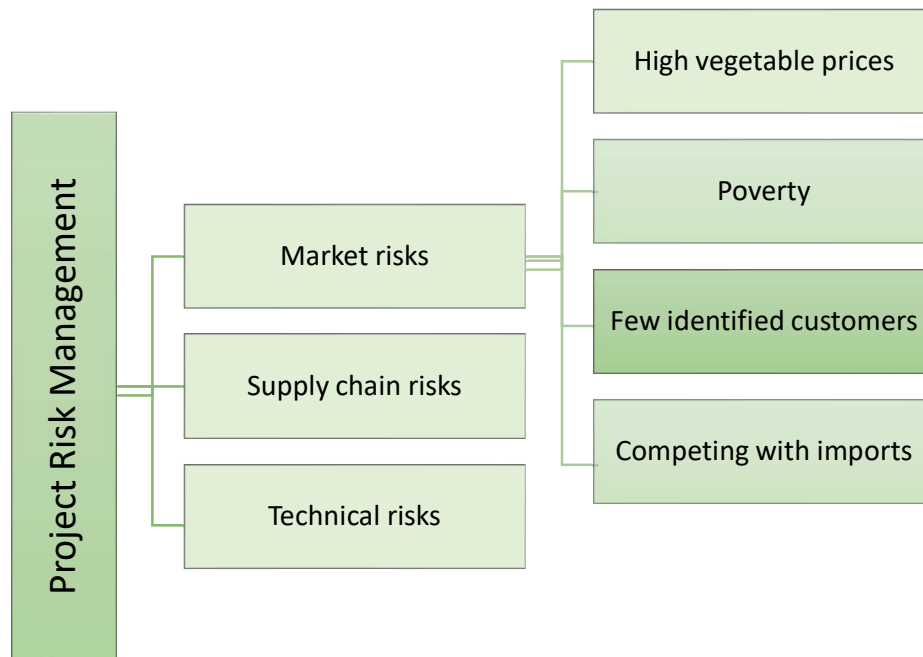 Project Risk Management
Market risks
Supply chain risks
Technical risks
High vegetable prices
Poverty
Few identified customers
Competing with imports